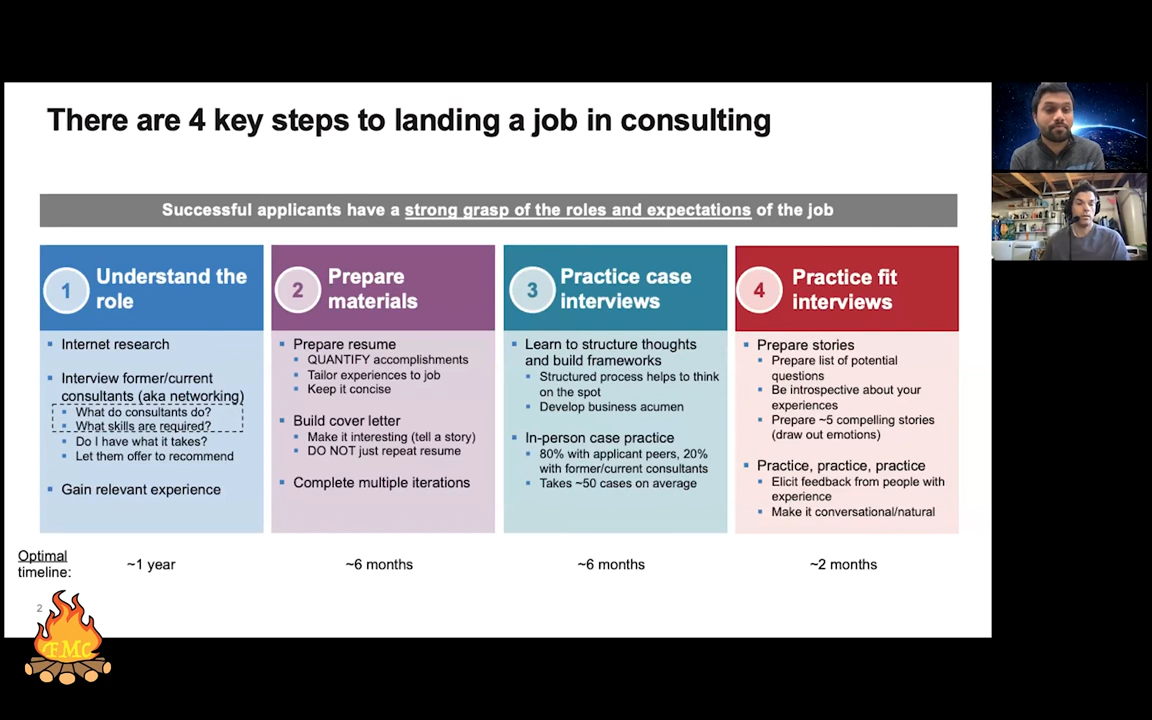 There are 4 key steps to landing a job in consulting
Successful applicants have a strong grasp of the roles and expectations of the job
1
Understand the
role
Internet research
Interview former/current
consultants (aka networking)
What do consultants do?
What skills are required?
Do I have what it takes?
Let them offer to recommend
Gain relevant experience
2
Prepare
materials
Prepare resume
QUANTIFY accomplishments
Tailor experiences to job
Keep it concise
Build cover letter
Make it interesting (tell a story)
DO NOT just repeat resume
Complete multiple iterations
3
Practice case
interviews
Learn to structure thoughts
and build frameworks
Structured process helps to think
on the spot
Develop business acumen
In-person case practice
80% with applicant peers, 20%
with former/current consultants
Takes ~50 cases on average
4
Practice fit
interviews
Prepare stories
Prepare list of potential
questions
Be introspective about your
experiences
Prepare ~5 compelling stories
(draw out emotions)
Practice, practice, practice
Elicit feedback from people with
experience
Make it conversational/natural
Optimal
timeline:
~1 year
~6 months
~6 months
~2 months
2
FMC